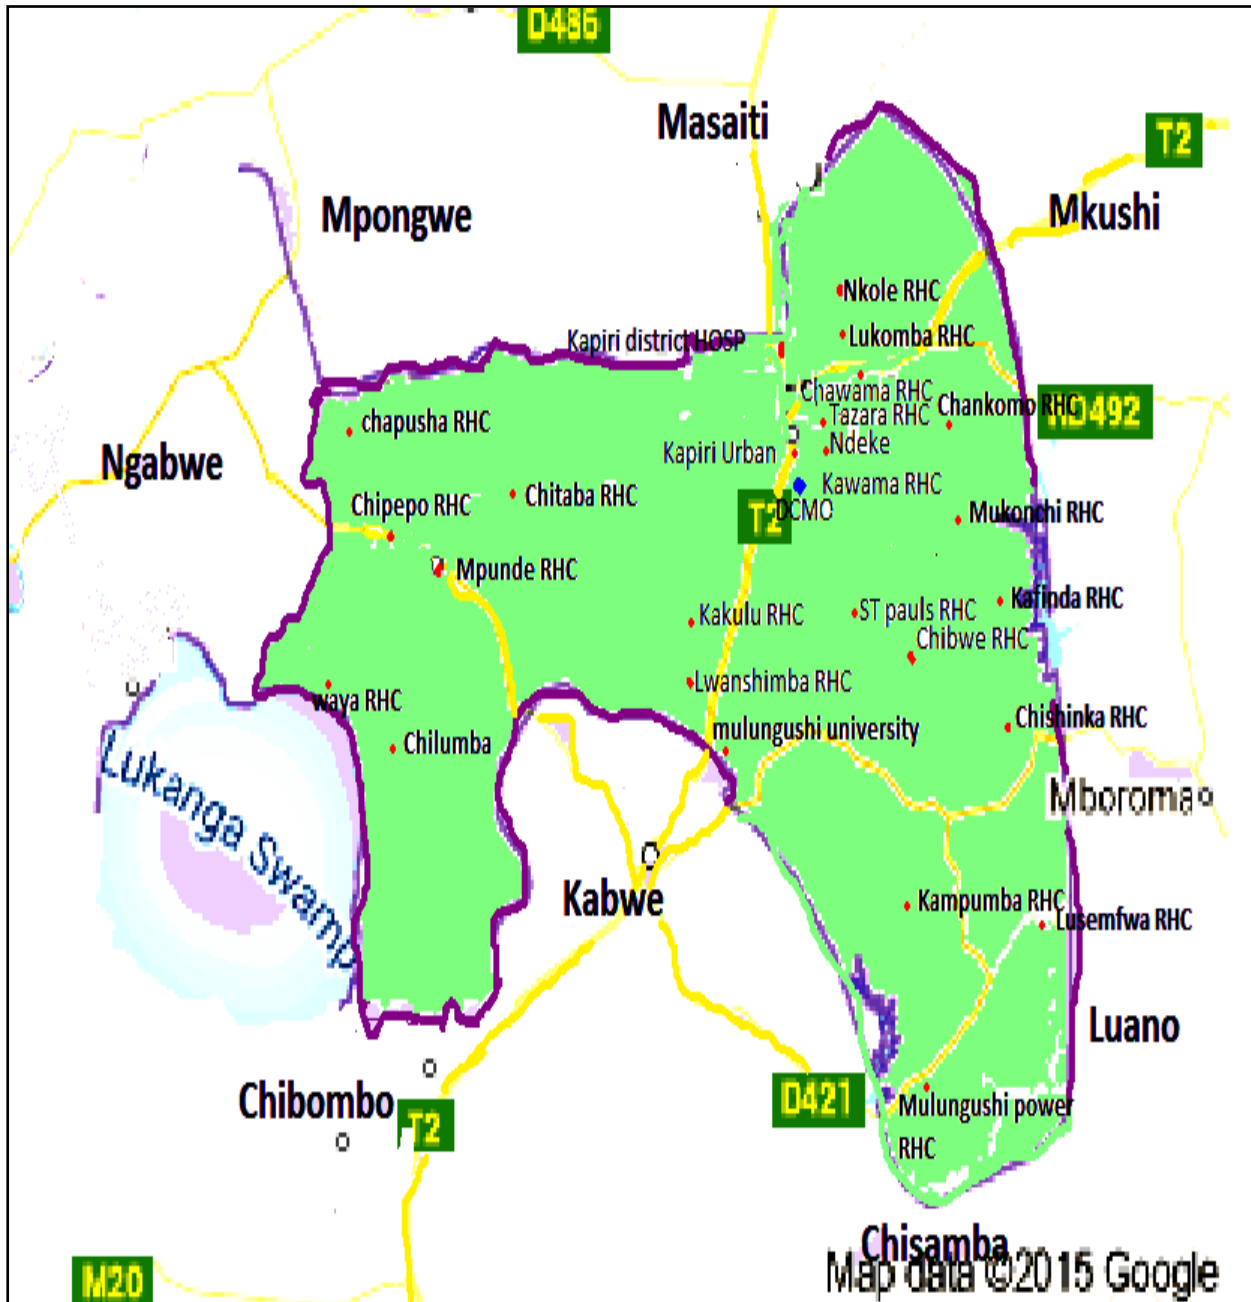 D486
Masaiti
T2
Mpongwe
Mkushi
Nkole RHC
Lukomba RHC
Kapiri district HOSP
Chawama RHC
Chankomo RHC
D492
Tazara RHC
chapusha RHC
Ndeke
Kapiri Urban
Ngabwe
Kawama RHC
Chitaba RHC
Chipepo RHC
DCMO
T2
Mukonchi RHC
Mpunde RHC
Kafinda RHC
Kakulu RHC
ST pauls RHC
Chibwe RHC
Lwanshimba RHC
waya RHC
Chishinka RHC
mulungushi university
Chilumba
Lukanga Swamp
Mboroma
Kabwe
Kampumba RHC
Lusemfwa RHC
Luano
Chibombo
D421
Mulungushi power
RHC
T2
Chisamba
Map data ©2015 Google
M20